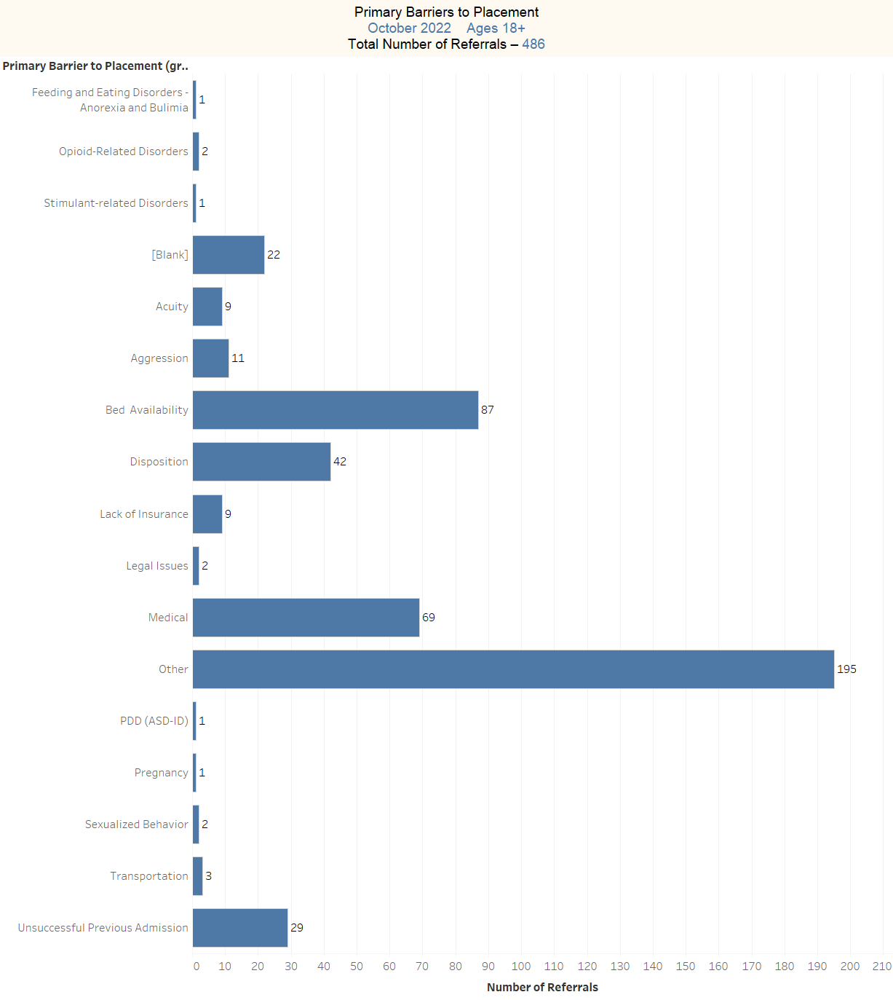 Primary Barriers to Placement
October 2022 Ages 18+
Total Number of Referrals – 486
Primary Barrier to Placement (gr..
Feeding and Eating Disorders -
Anorexia and Bulimia
1
Opioid-Related Disorders 2
Stimulant-related Disorders 1
[Blank] 22
Acuity 9
Aggression 11
Bed  Availability 87
Disposition 42
Lack of Insurance 9
Legal Issues 2
Medical 69
Other 195
PDD (ASD-ID) 1
Pregnancy 1
Sexualized Behavior 2
Transportation 3
Unsuccessful Previous Admission 29
0 10 20 30 40 50 60 70 80 90 100 110 120 130 140 150 160 170 180 190 200 210
Number of Referrals